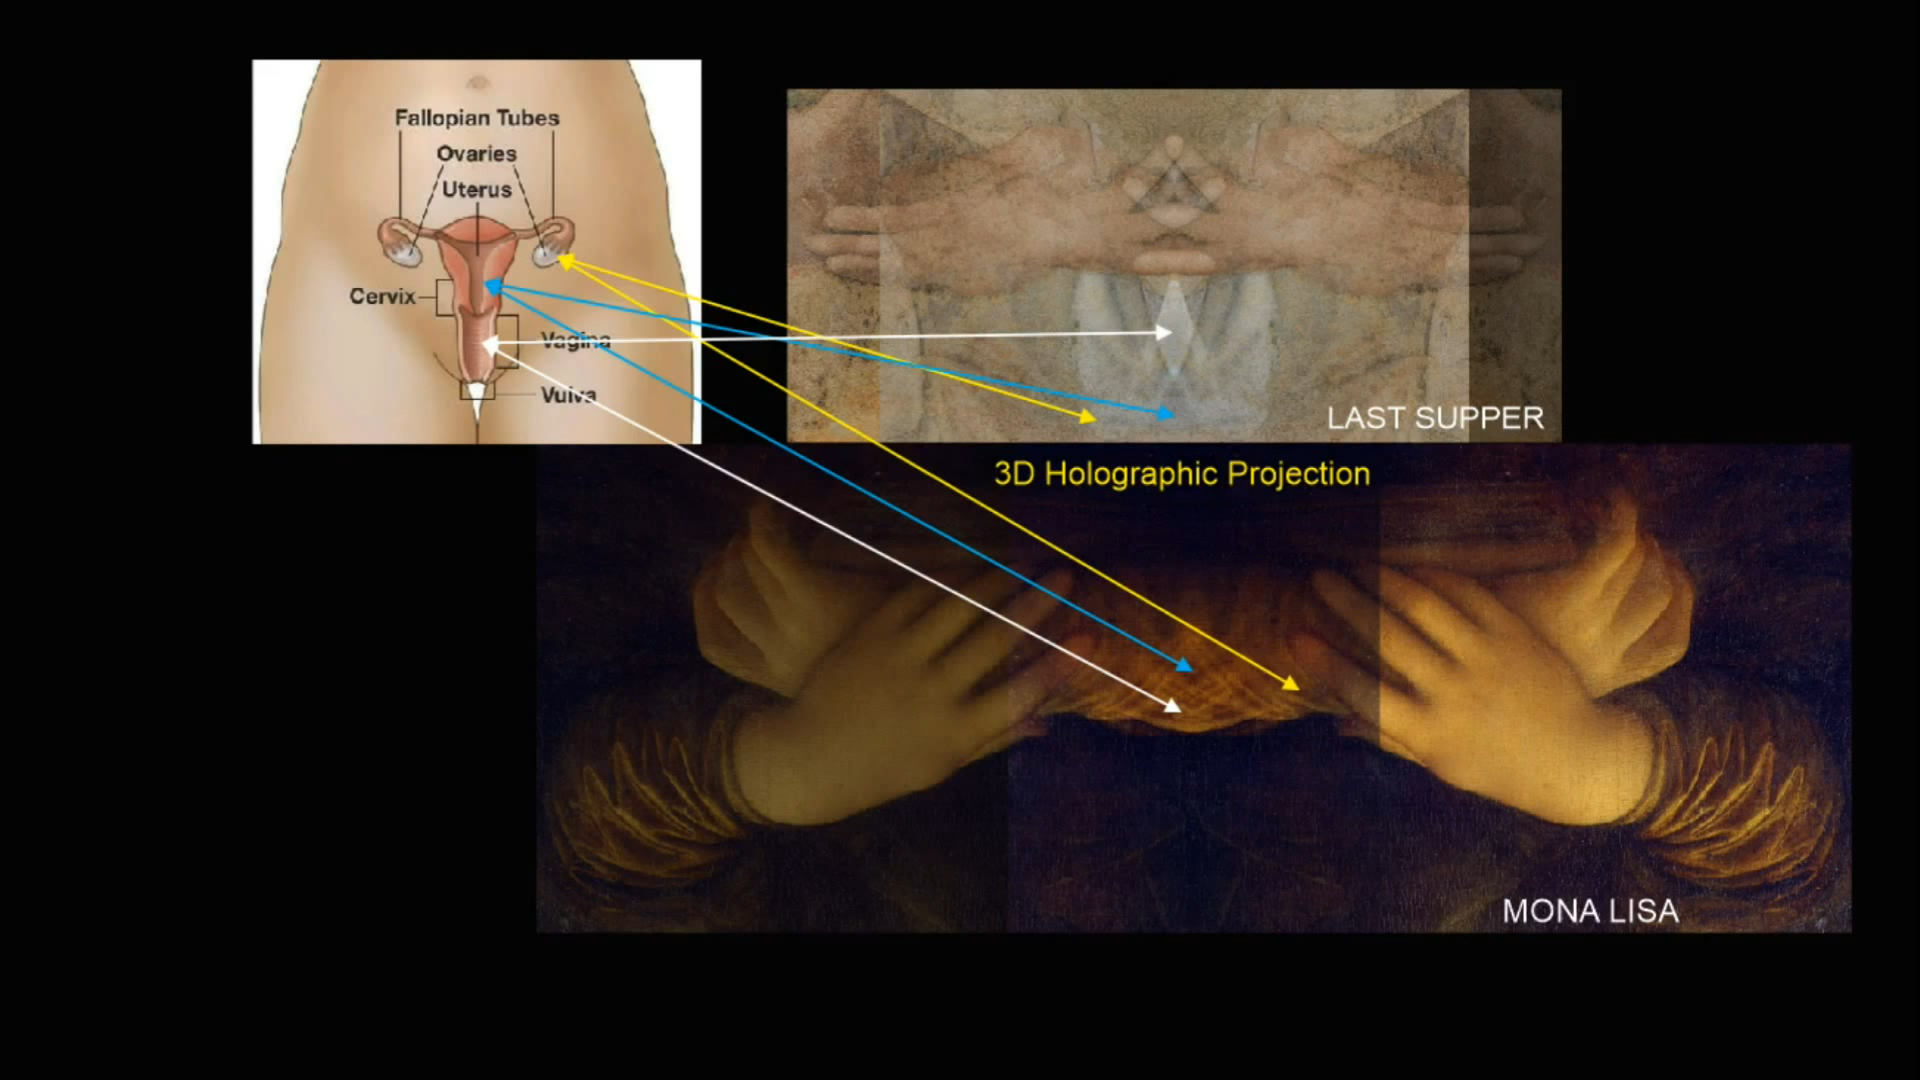 Fallopian Tubes
Ovaries
Uterus
Cervix
Vagina
Vulva
LAST SUPPER
3D Holographic Projection
MONA LISA